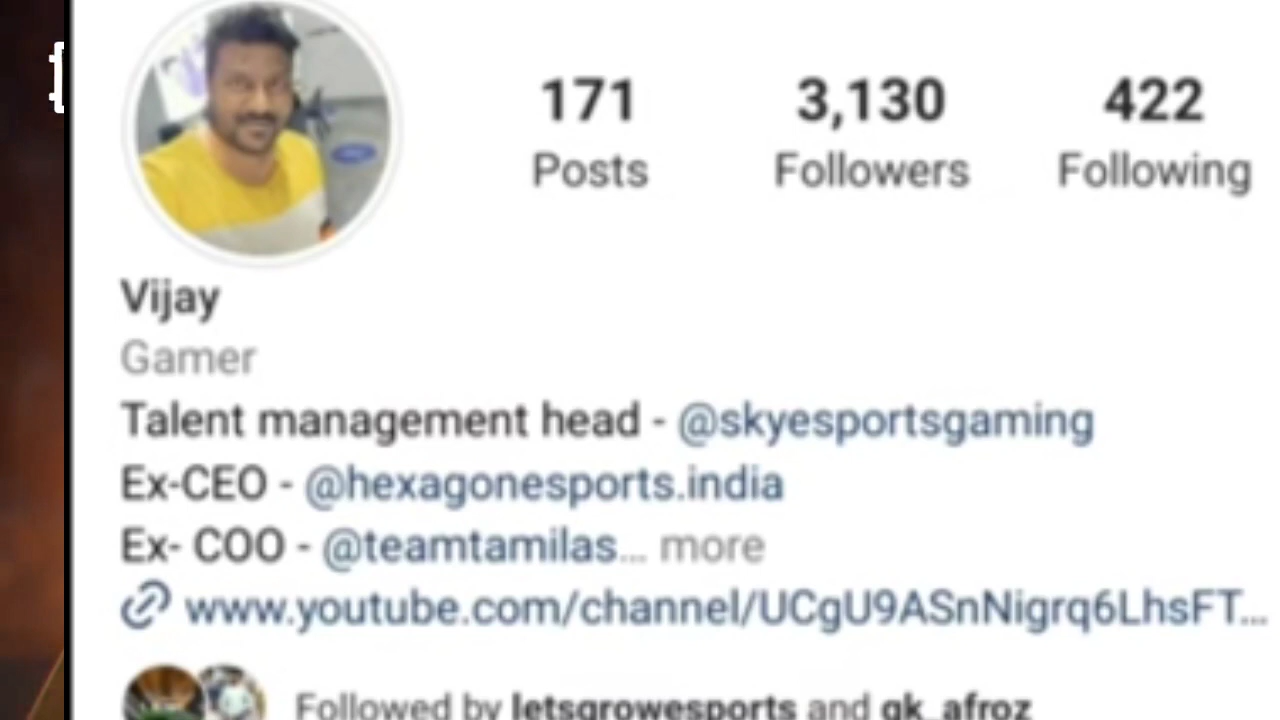 171 3,130 422
Posts Followers Following
Vijay
Gamer
Talent management head - @skyesportsgaming
Ex-CEO - @hexagonesports.india
Ex- COO - @teamtamilas... more
www.youtube.com/channel/UCgU9ASnNigrq6LhsFT...
Followed by letsgrowesports and gk_afroz